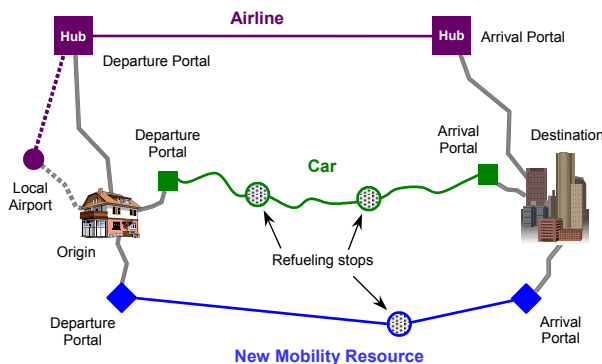 Airline
Hub
Hub
Arrival Portal
Departure Portal
Departure
Portal
Arrival
Portal
Destination
Car
Local
Airport
Origin
Refueling stops
Departure
Portal
Arrival
Portal
New Mobility Resource